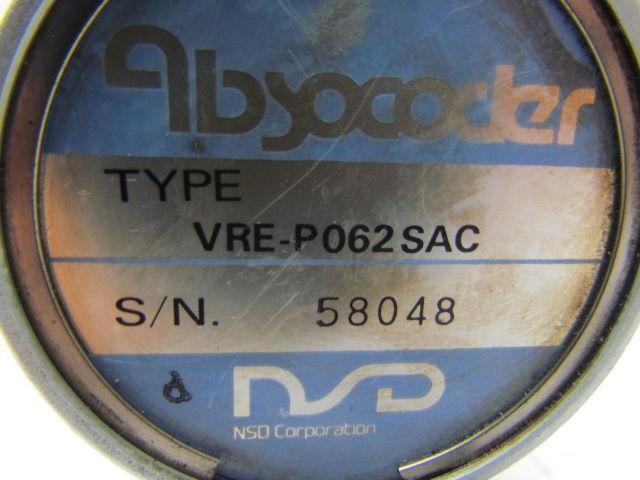 Absocoder
TYPE
VRE-P062SAC
S/N. 58048
NSD
NSD Corporation